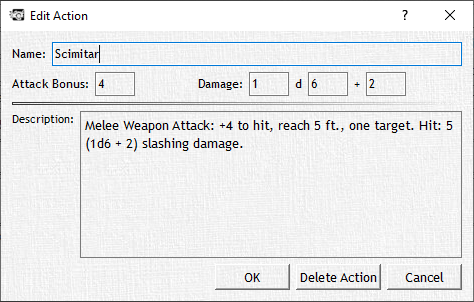 Edit Action
? 
Name: Scimitar
Attack Bonus: 4 Damage: 1 d 6 + 2
Description: Melee Weapon Attack: +4 to hit, reach 5 ft., one target. Hit: 5
(1d6 + 2) slashing damage.
OK Delete Action Cancel